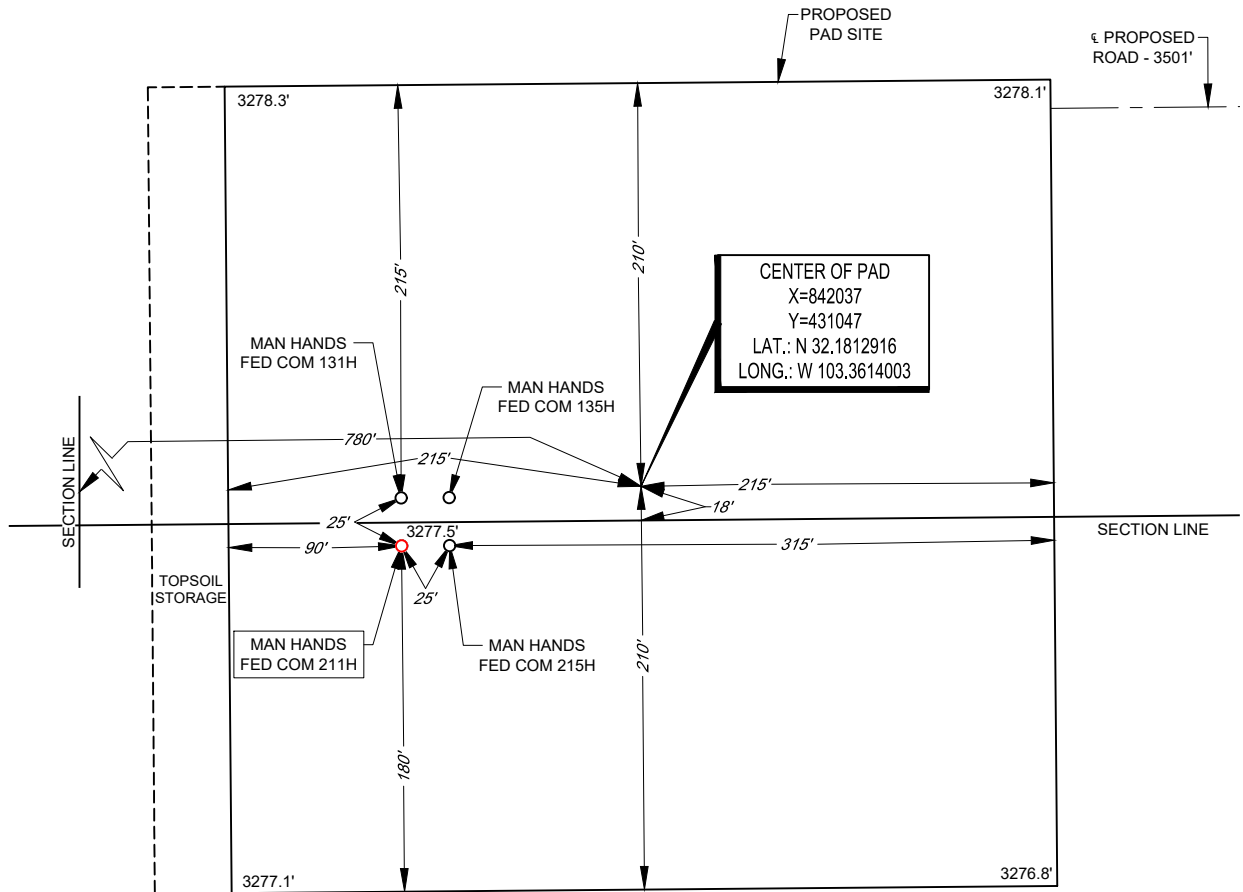 PROPOSED
PAD SITE
℄ PROPOSED
ROAD - 3501'
3278.3'
3278.1'
215'
210'
CENTER OF PAD
X=842037
Y=431047
LAT.: N 32.1812916
LONG.: W 103.3614003
MAN HANDS
FED COM 131H
MAN HANDS
FED COM 135H
SECTION LINE
780'
215'
215'
18'
25'
3277.5'
SECTION LINE
90'
315'
TOPSOIL
STORAGE
25'
MAN HANDS
FED COM 211H
MAN HANDS
FED COM 215H
210'
180'
3277.1'
3276.8'